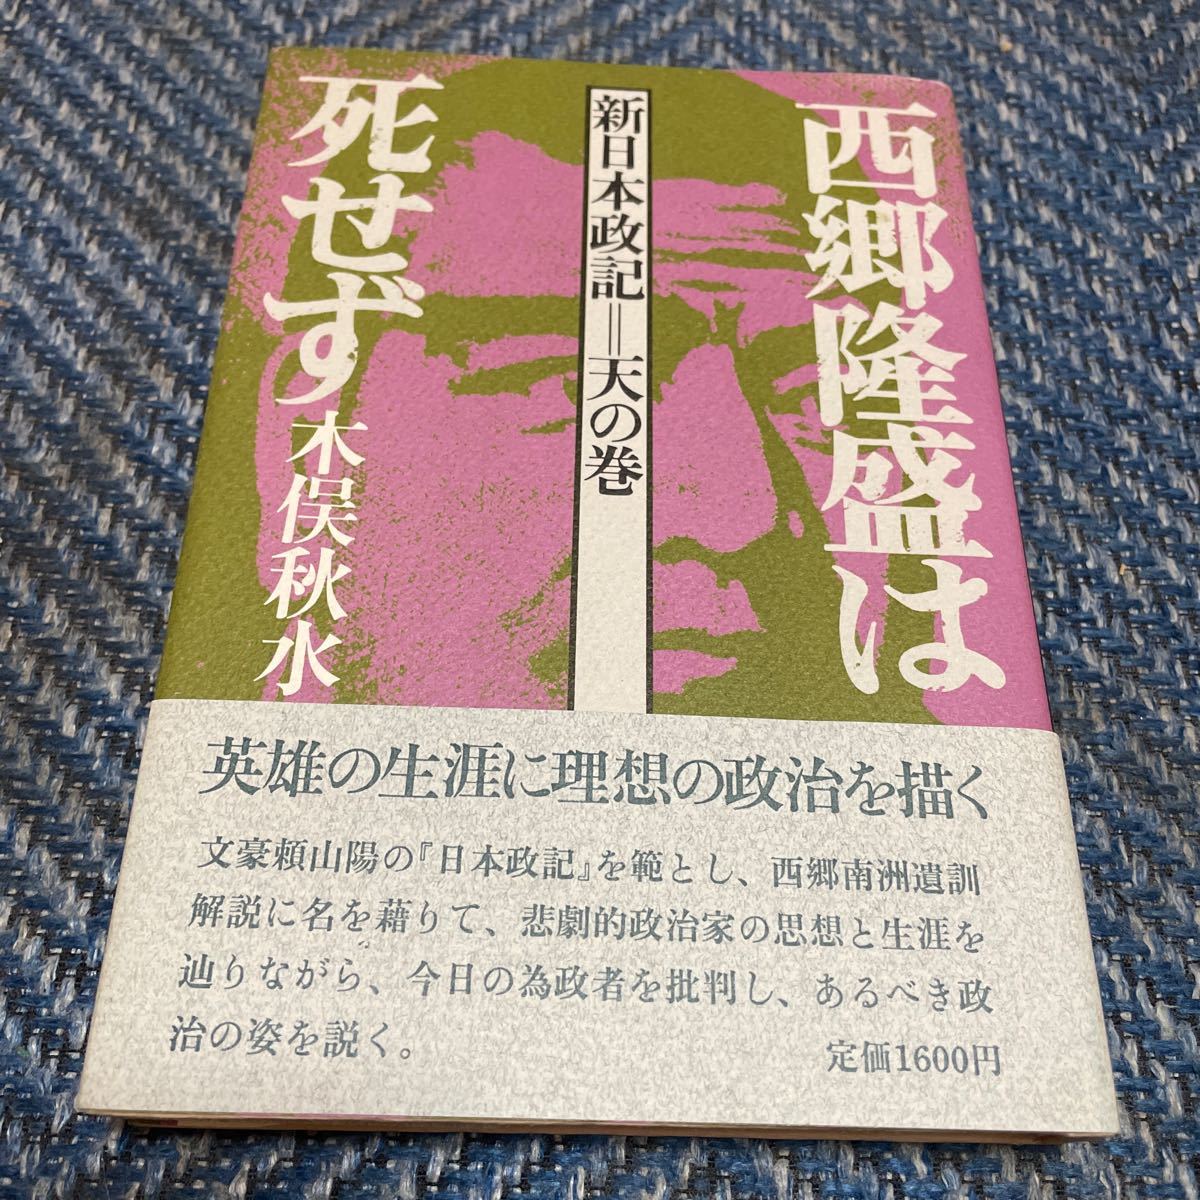 西郷隆盛は
死せず
新日本政記=天の巻
木俣秋水
英雄の生涯に理想の政治を描く
文豪頼山陽の『日本政記』を範とし、西郷南洲遺訓
解説に名を藉りて、悲劇的政治家の思想と生涯を
辿りながら、今日の為政者を批判し、あるべき政
治の姿を説く。
定価1600円